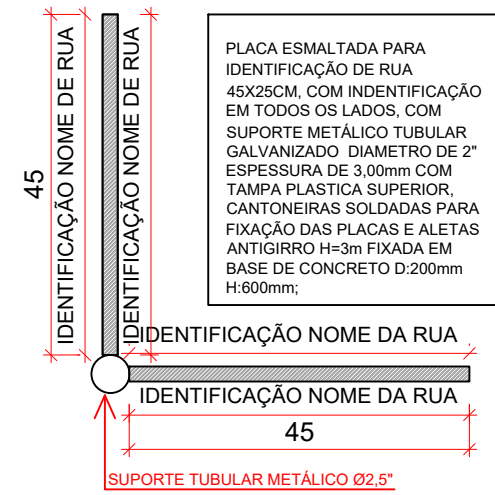 45
IDENTIFICAÇÃO NOME DE RUA
IDENTIFICAÇÃO NOME DE RUA
PLACA ESMALTADA PARA
IDENTIFICAÇÃO DE RUA
45X25CM, COM INDENTIFICAÇÃO
EM TODOS OS LADOS, COM
SUPORTE METÁLICO TUBULAR
GALVANIZADO DIAMETRO DE 2"
ESPESSURA DE 3,00mm COM
TAMPA PLASTICA SUPERIOR,
CANTONEIRAS SOLDADAS PARA
FIXAÇÃO DAS PLACAS E ALETAS
ANTIGIRRO H=3m FIXADA EM
BASE DE CONCRETO D:200mm
H:600mm;
IDENTIFICAÇÃO NOME DA RUA
IDENTIFICAÇÃO NOME DA RUA
45
SUPORTE TUBULAR METÁLICO Ø2,5"